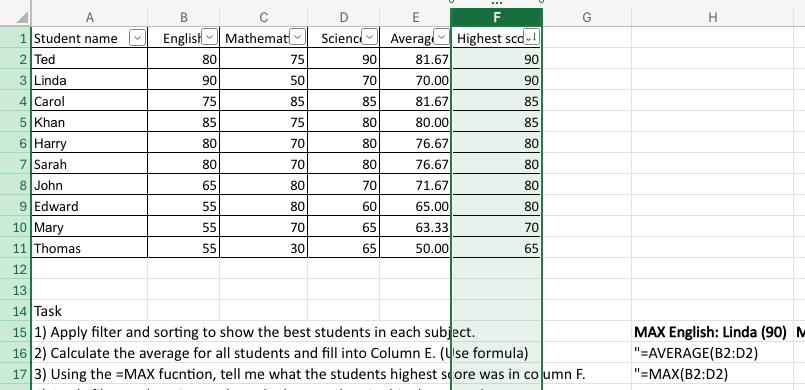 A B C D E F G H
1 Student name English Mathemat Scienc Averag Highest sco
2 Ted 80 75 90 81.67 90
3 Linda 90 50 70 70.00 90
4 Carol 75 85 85 81.67 85
5 Khan 85 75 80 80.00 85
6 Harry 80 70 80 76.67 80
7 Sarah 80 70 80 76.67 80
8 John 65 80 70 71.67 80
9 Edward 55 80 60 65.00 80
10 Mary 55 70 65 63.33 70
11 Thomas 55 30 65 50.00 65
12
13
14 Task
15 1) Apply filter and sorting to show the best students in each subject. MAX English: Linda (90) M
16 2) Calculate the average for all students and fill into Column E. (Use formula) "=AVERAGE(B2:D2)
17 3) Using the =MAX fucntion, tell me what the students highest score was in column F. "=MAX(B2:D2)